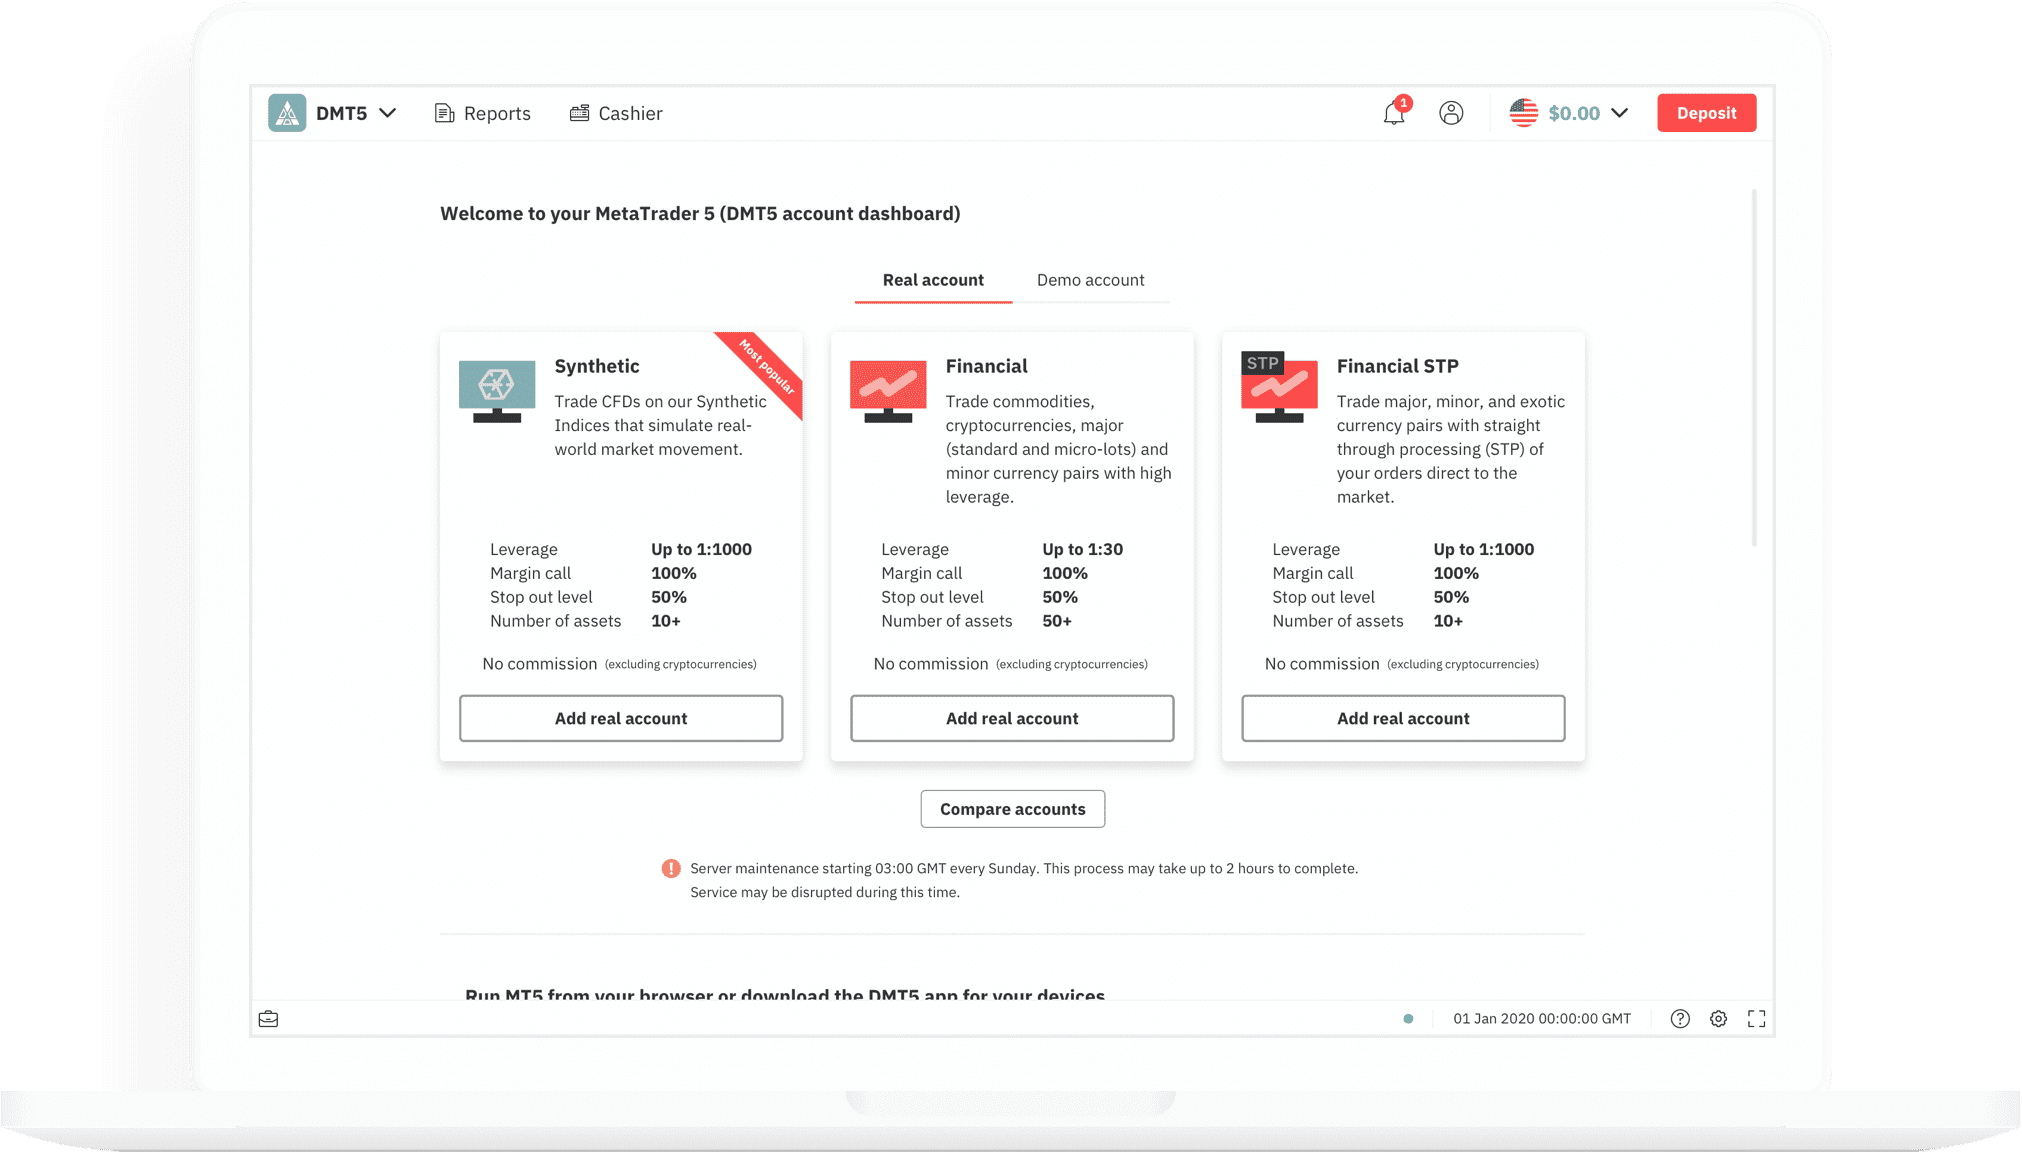 DMT5
Reports
Cashier
1
$0.00
Deposit
Welcome to your MetaTrader 5 (DMT5 account dashboard)
Real account
Demo account
Most popular
Synthetic
Trade CFDs on our Synthetic
Indices that simulate real-
world market movement.
Leverage Up to 1:1000
Margin call 100%
Stop out level 50%
Number of assets 10+
No commission (excluding cryptocurrencies)
Add real account
Financial
Trade commodities,
cryptocurrencies, major
(standard and micro-lots) and
minor currency pairs with high
leverage.
Leverage Up to 1:30
Margin call 100%
Stop out level 50%
Number of assets 50+
No commission (excluding cryptocurrencies)
Add real account
STP
Financial STP
Trade major, minor, and exotic
currency pairs with straight
through processing (STP) of
your orders direct to the
market.
Leverage Up to 1:1000
Margin call 100%
Stop out level 50%
Number of assets 10+
No commission (excluding cryptocurrencies)
Add real account
Compare accounts
Server maintenance starting 03:00 GMT every Sunday. This process may take up to 2 hours to complete.
Service may be disrupted during this time.
Run MT5 from your browser or download the DMT5 app for your devices
01 Jan 2020 00:00:00 GMT